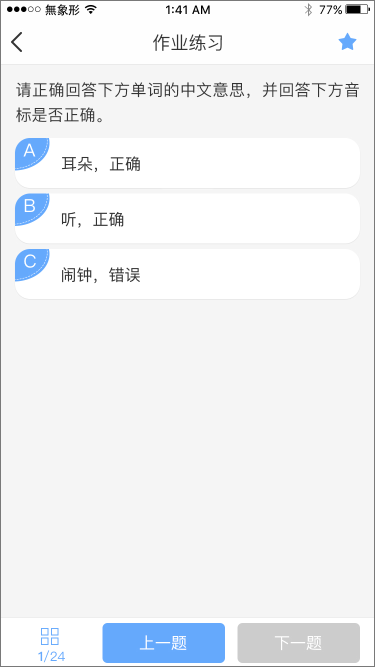 無象形 1:41 AM 77%
作业练习
请正确回答下方单词的中文意思，并回答下方音
标是否正确。
A 耳朵，正确
B 听，正确
C 闹钟，错误
上一题 下一题
1/24